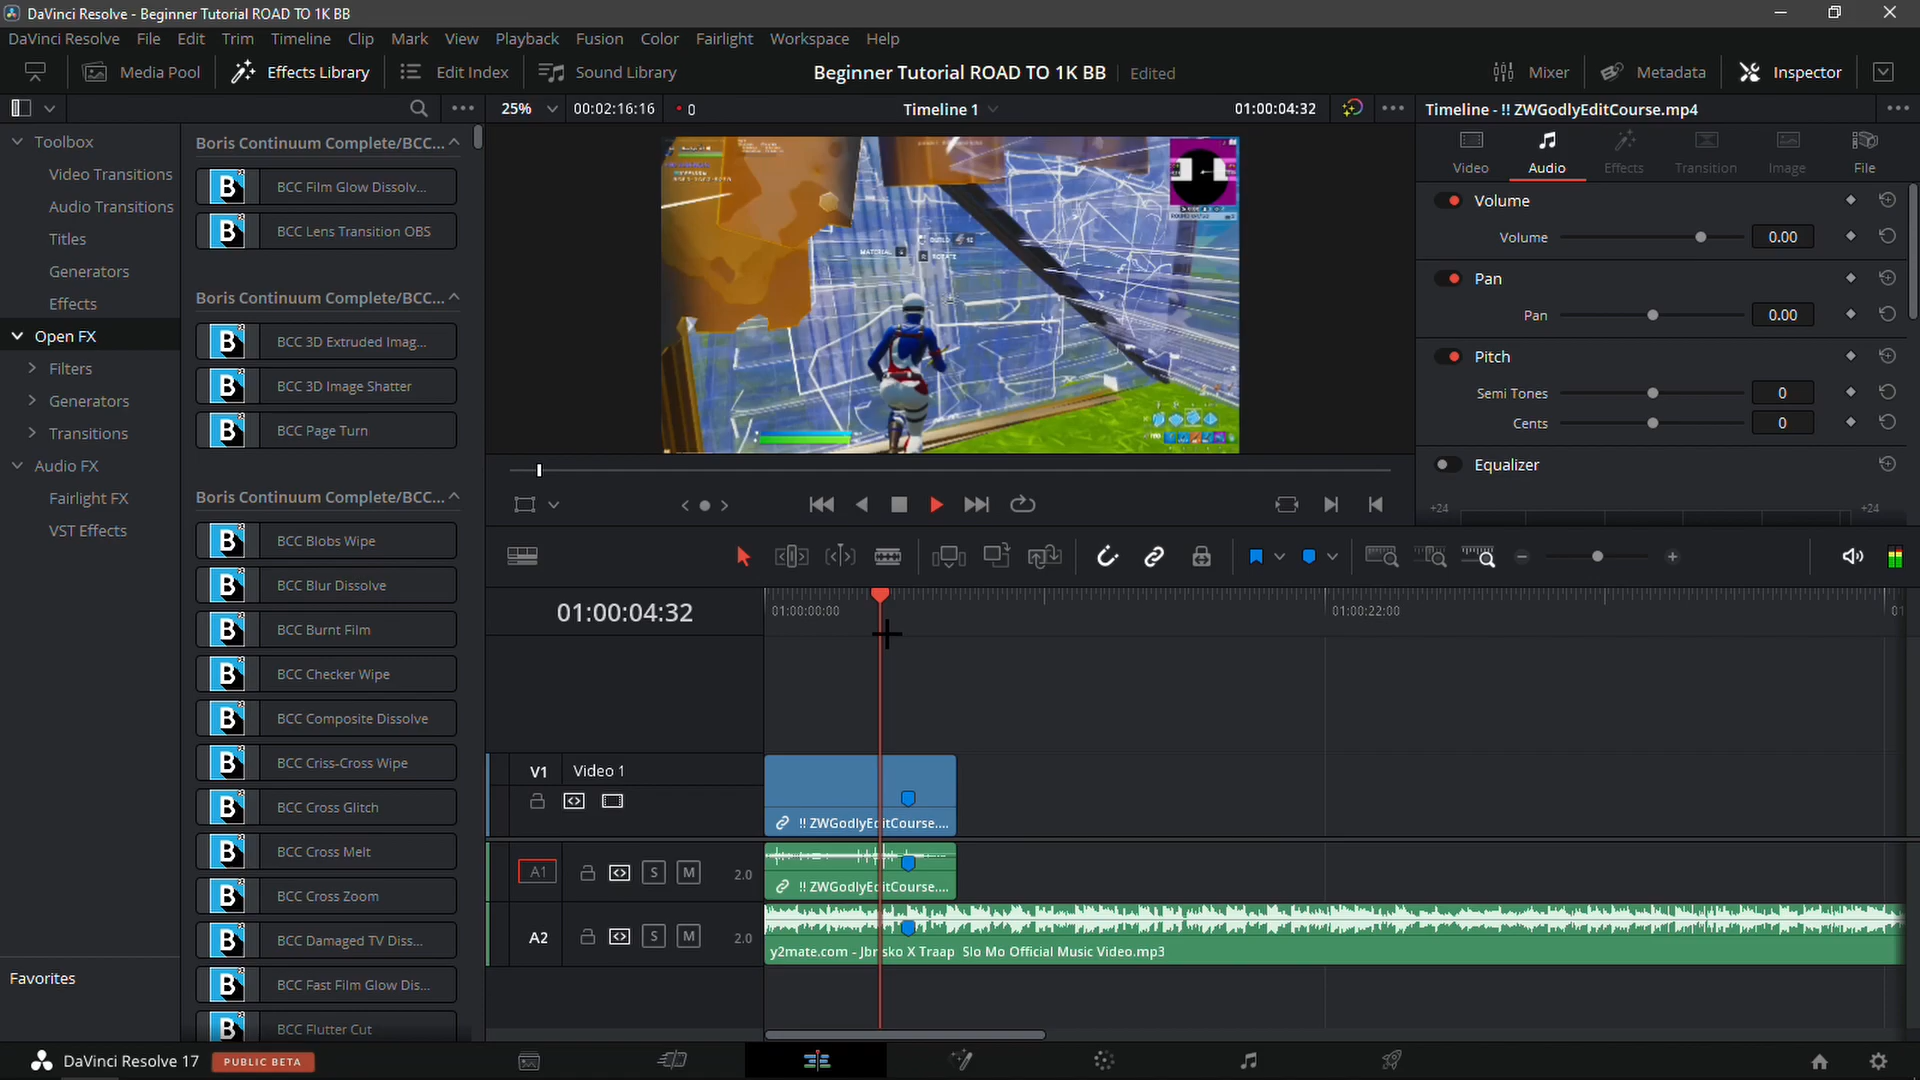 DaVinci Resolve - Beginner Tutorial ROAD TO 1K BB
DaVinci Resolve File Edit Trim Timeline Clip Mark View Playback Fusion Color Fairlight Workspace Help
Media Pool Effects Library Edit Index Sound Library Beginner Tutorial ROAD TO 1K BB Edited Mixer Metadata Inspector
25% 00:02:16:16 0 Timeline 1 01:00:04:32 Timeline - !! ZWGodlyEditCourse.mp4
Toolbox
Video Transitions
Audio Transitions
Titles
Generators
Effects
Open FX
Filters
Generators
Transitions
Audio FX
Fairlight FX
VST Effects
Favorites
Boris Continuum Complete/BCC...
BCC Film Glow Dissolv...
BCC Lens Transition OBS
Boris Continuum Complete/BCC...
BCC 3D Extruded Imag...
BCC 3D Image Shatter
BCC Page Turn
Boris Continuum Complete/BCC...
BCC Blobs Wipe
BCC Blur Dissolve
BCC Burnt Film
BCC Checker Wipe
BCC Composite Dissolve
BCC Criss-Cross Wipe
BCC Cross Glitch
BCC Cross Melt
BCC Cross Zoom
BCC Damaged TV Diss...
BCC Fast Film Glow Dis...
BCC Flutter Cut
MATERIAL
BUILD
ROTATE
Video Audio Effects Transition Image File
Volume
Volume 0.00
Pan
Pan 0.00
Pitch
Semi Tones 0
Cents 0
Equalizer
+24 +24
01:00:04:32 01:00:00:00 01:00:22:00 01
V1 Video 1
!! ZWGodlyEditCourse....
A1 S M 2.0
!! ZWGodlyEditCourse....
A2 S M 2.0
y2mate.com - Jbrisko X Traap Slo Mo Official Music Video.mp3
DaVinci Resolve 17 PUBLIC BETA